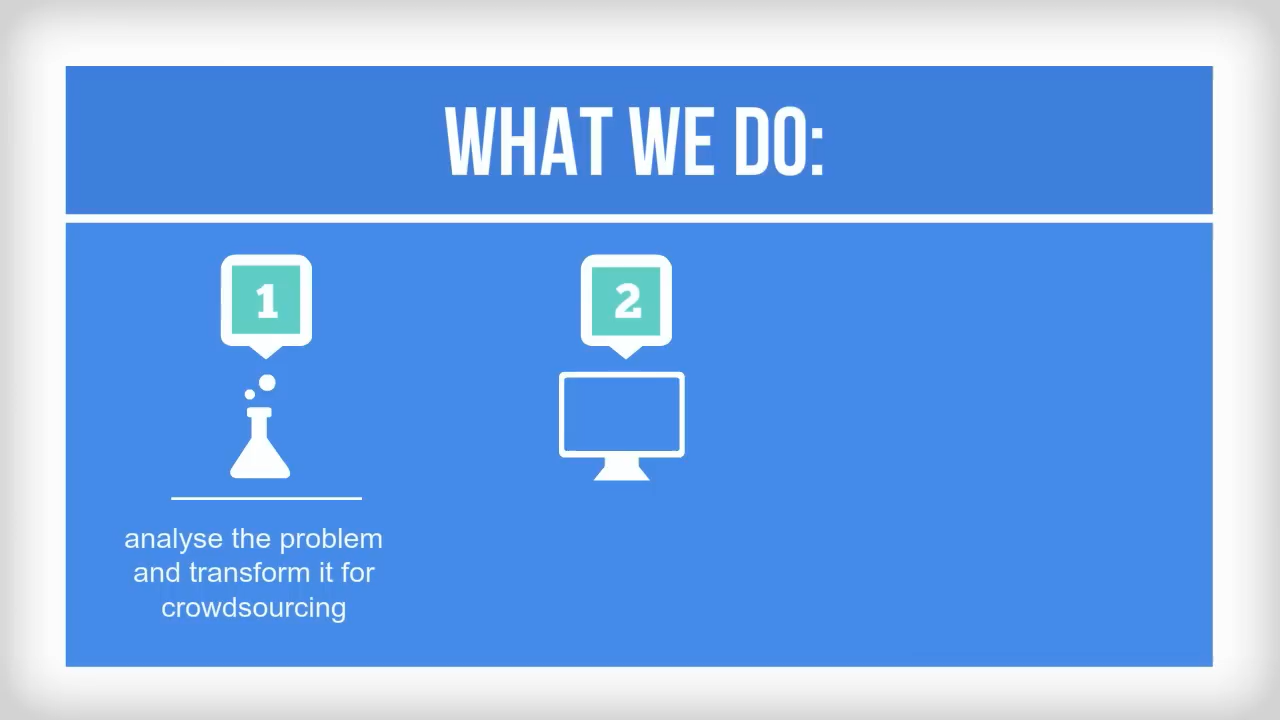 WHAT WE DO:
1
2
analyse the problem
and transform it for
crowdsourcing